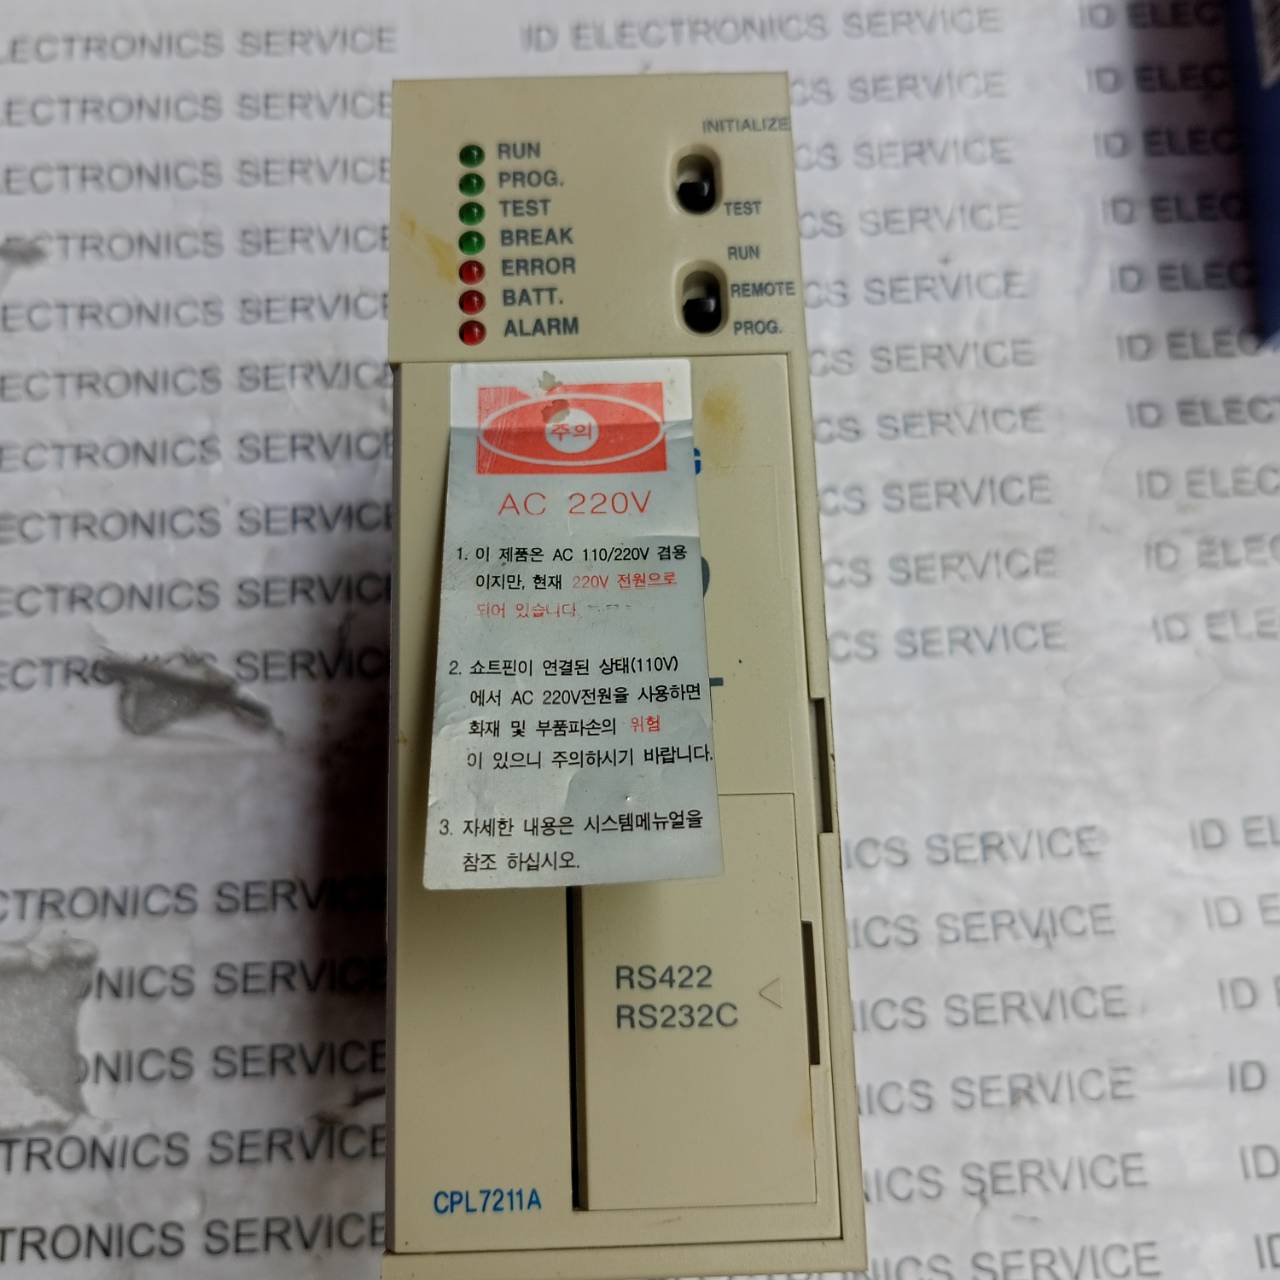 ID ELECTRONICS SERVICE
INITIALIZE
TEST
RUN
REMOTE
PROG.
RUN
PROG.
TEST
BREAK
ERROR
BATT.
ALARM
주의
AC 220V
1. 이 제품은 AC 110/220V 겸용
이지만, 현재 220V 전원으로
되어 있습니다
2. 쇼트핀이 연결된 상태(110V)
에서 AC 220V전원을 사용하면
화재 및 부품파손의 위험
이 있으니 주의하시기 바랍니다.
3. 자세한 내용은 시스템메뉴얼을
참조 하십시오.
RS422
RS232C
CPL7211A